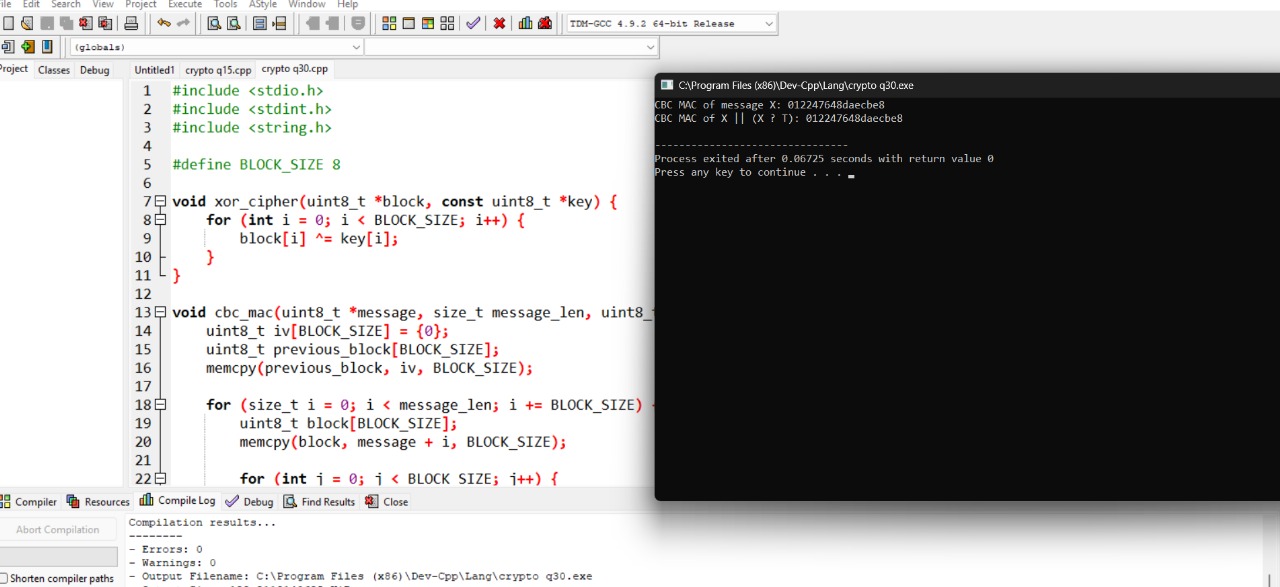 File Edit Search View Project Execute Tools AStyle Window Help
TDM-GCC 4.9.2 64-bit Release
(globals)
Project Classes Debug
Untitled1 crypto q15.cpp crypto q30.cpp
1 #include <stdio.h>
2 #include <stdint.h>
3 #include <string.h>
4
5 #define BLOCK_SIZE 8
6
7 void xor_cipher(uint8_t *block, const uint8_t *key) {
8 for (int i = 0; i < BLOCK_SIZE; i++) {
9 block[i] ^= key[i];
10 }
11 }
12
13 void cbc_mac(uint8_t *message, size_t message_len, uint8_
14 uint8_t iv[BLOCK_SIZE] = {0};
15 uint8_t previous_block[BLOCK_SIZE];
16 memcpy(previous_block, iv, BLOCK_SIZE);
17
18 for (size_t i = 0; i < message_len; i += BLOCK_SIZE) {
19 uint8_t block[BLOCK_SIZE];
20 memcpy(block, message + i, BLOCK_SIZE);
21
22 for (int j = 0; j < BLOCK_SIZE; j++) {
C:\Program Files (x86)\Dev-Cpp\Lang\crypto q30.exe
CBC MAC of message X: 012247648daecbe8
CBC MAC of X || (X ? T): 012247648daecbe8
--------------------------------
Process exited after 0.06725 seconds with return value 0
Press any key to continue . . .
Compiler Resources Compile Log Debug Find Results Close
Abort Compilation
Shorten compiler paths
Compilation results...
--------
- Errors: 0
- Warnings: 0
- Output Filename: C:\Program Files (x86)\Dev-Cpp\Lang\crypto q30.exe